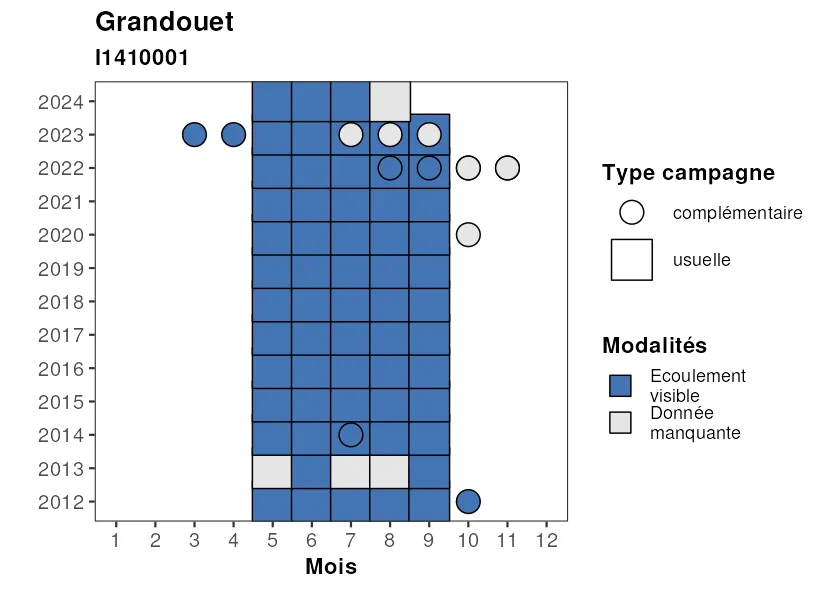 Grandouet
I1410001
2024
2023
2022
2021
2020
2019
2018
2017
2016
2015
2014
2013
2012
1 2 3 4 5 6 7 8 9 10 11 12
Mois
Type campagne
complémentaire
usuelle
Modalités
Ecoulement
visible
Donnée
manquante